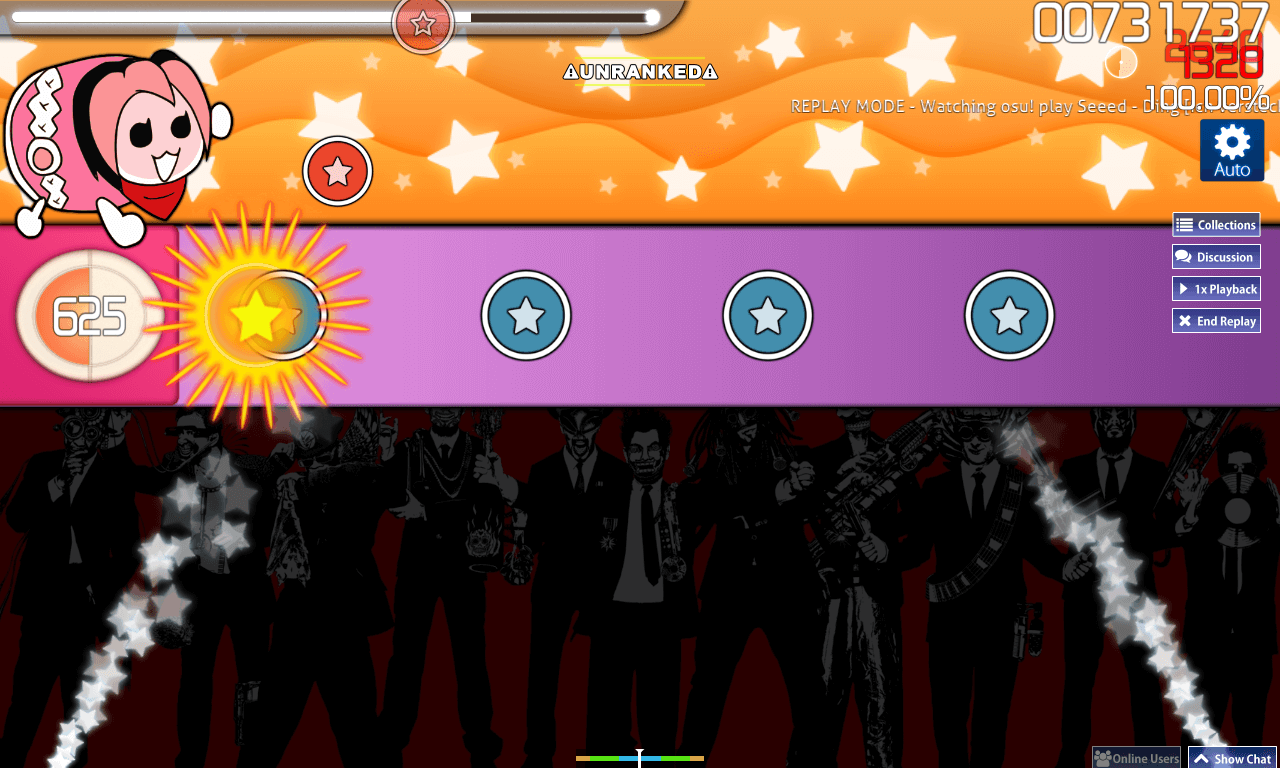 00731737
⚠UNRANKED⚠
1320
100.00%
REPLAY MODE - Watching osu! play Seeed - Ding
Auto
Collections
Discussion
1x Playback
End Replay
625
Online Users
Show Chat